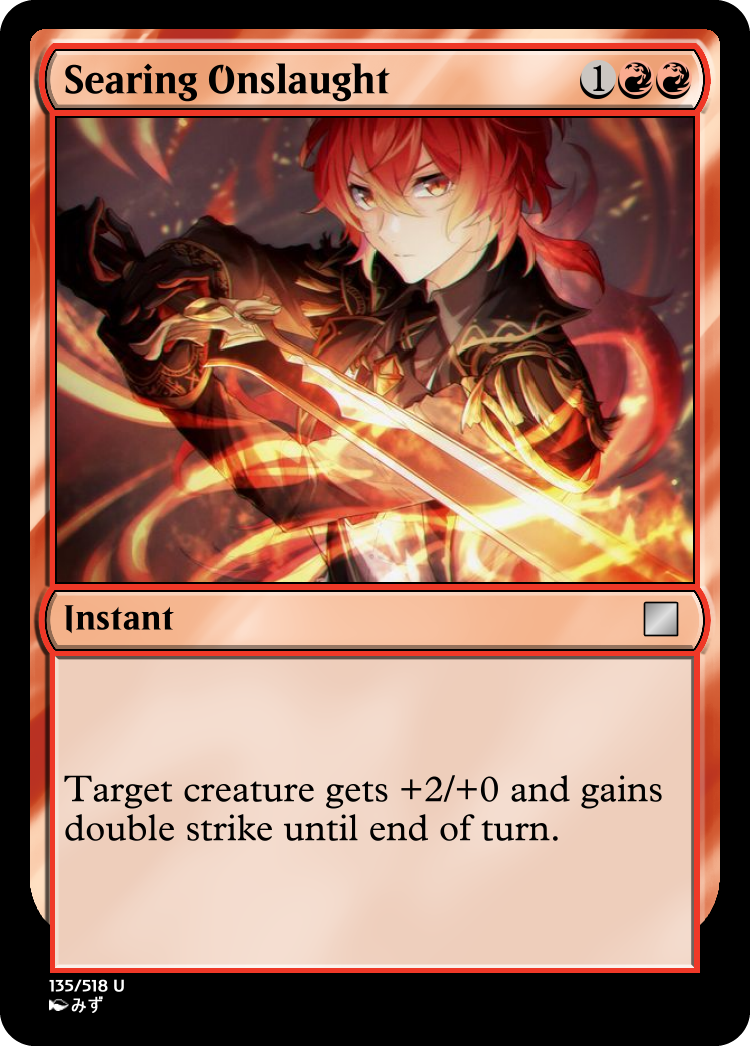 Searing Onslaught 1
Instant
Target creature gets +2/+0 and gains
double strike until end of turn.
135/518 U
みず